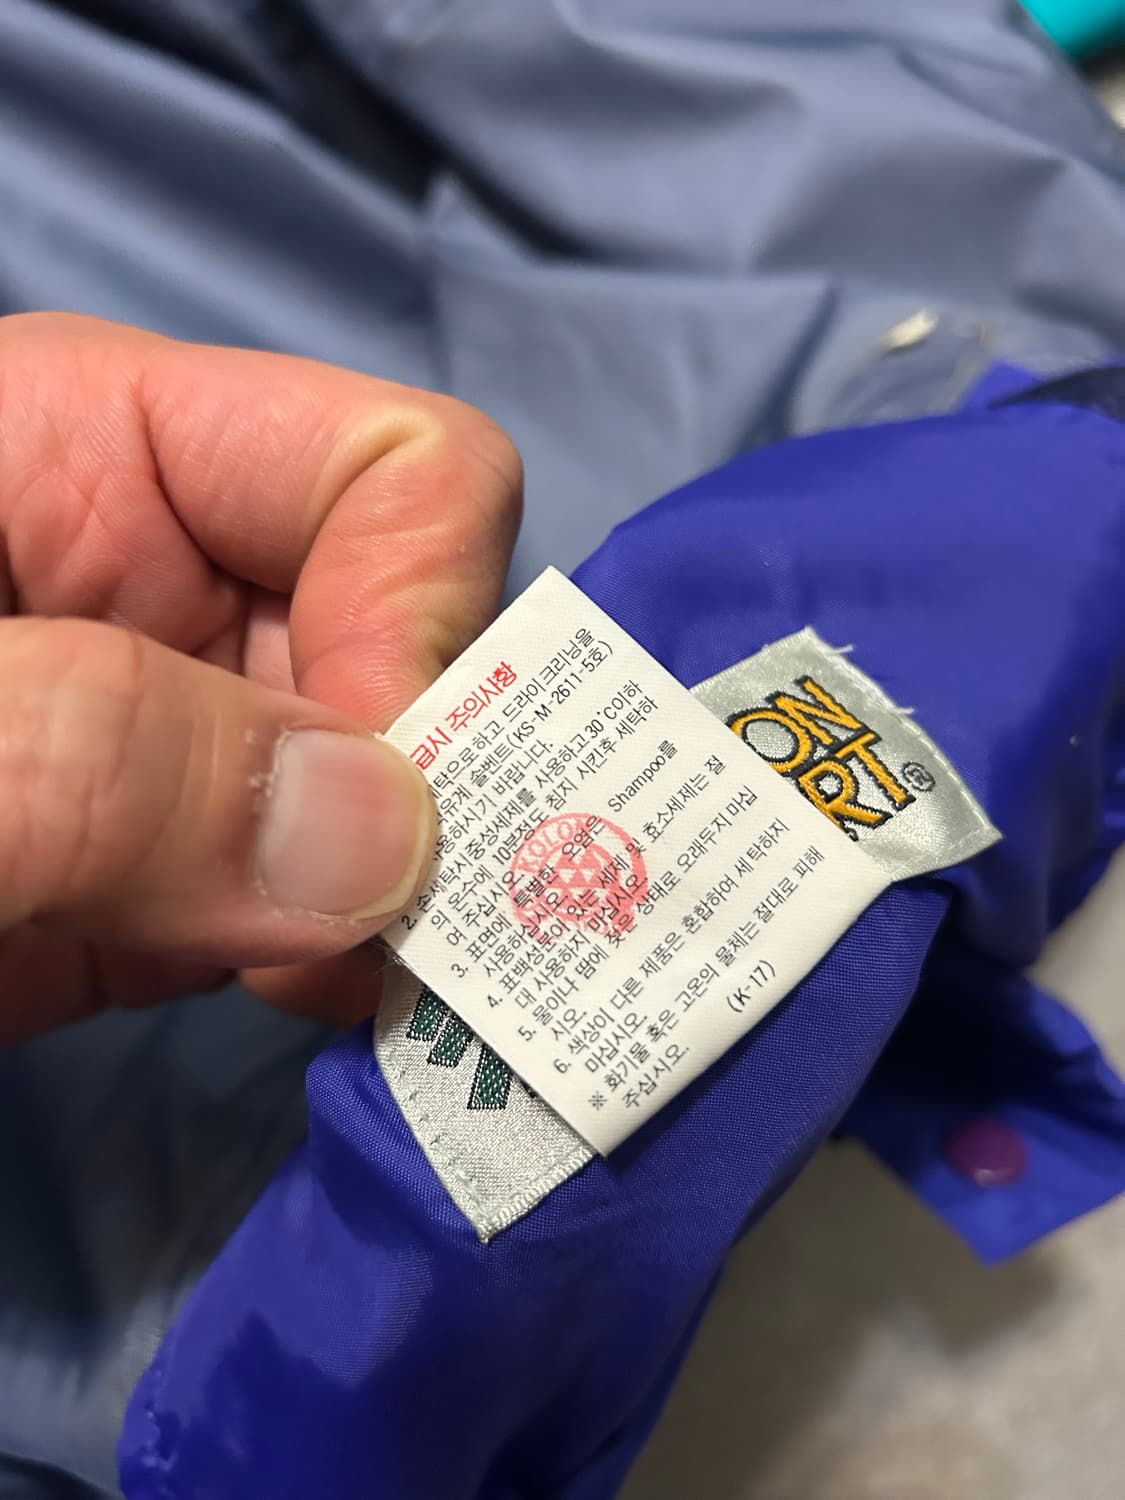 급시 주의사항
탁으로하고, 드라이 크리닝을
유계 솔벤트(KS-M-2611-5호)
용하시기 바랍니다.
2. 손세탁시 중성세제를 사용하고 30°C이하
의 온수에 10분정도 침지 시킨후 세탁하
여 주십시오.
3. 표면에 특별한 오염은 Shampoo를
사용하십시오.
4. 표백성분이 있는 세제 및 효소세제는 절
대 사용하지 마십시오.
5. 물이나 땀에 젖은 상태로 오래두지 마십
시오.
6. 색상이 다른 제품은 혼합하여 세탁하지
마십시오.
※ 화기물 혹은 고온의 물체는 절대로 피해
주십시오.
(K-17)
KOLON
ON
RT®